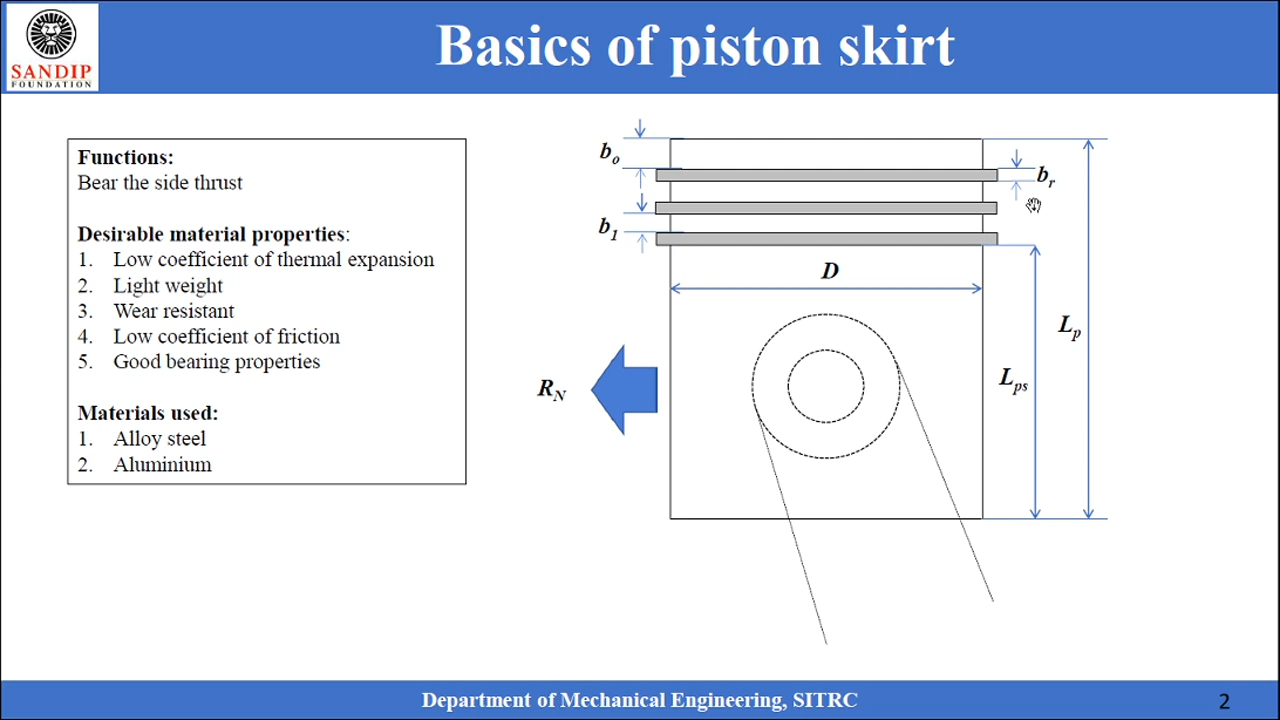 SANDIP
FOUNDATION
Basics of piston skirt
Functions:
Bear the side thrust
Desirable material properties:
1. Low coefficient of thermal expansion
2. Light weight
3. Wear resistant
4. Low coefficient of friction
5. Good bearing properties
Materials used:
1. Alloy steel
2. Aluminium
bo
br
b1
D
Lp
Lps
RN
Department of Mechanical Engineering, SITRC
2